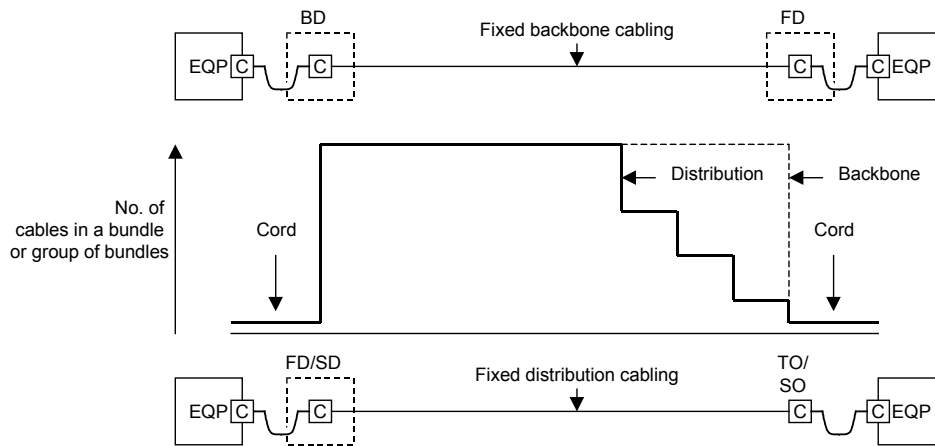 BD
Fixed backbone cabling
FD
EQP C C C C EQP
Distribution
Backbone
No. of
cables in a bundle
or group of bundles
Cord
Cord
FD/SD
Fixed distribution cabling
TO/
SO
EQP C C C C EQP